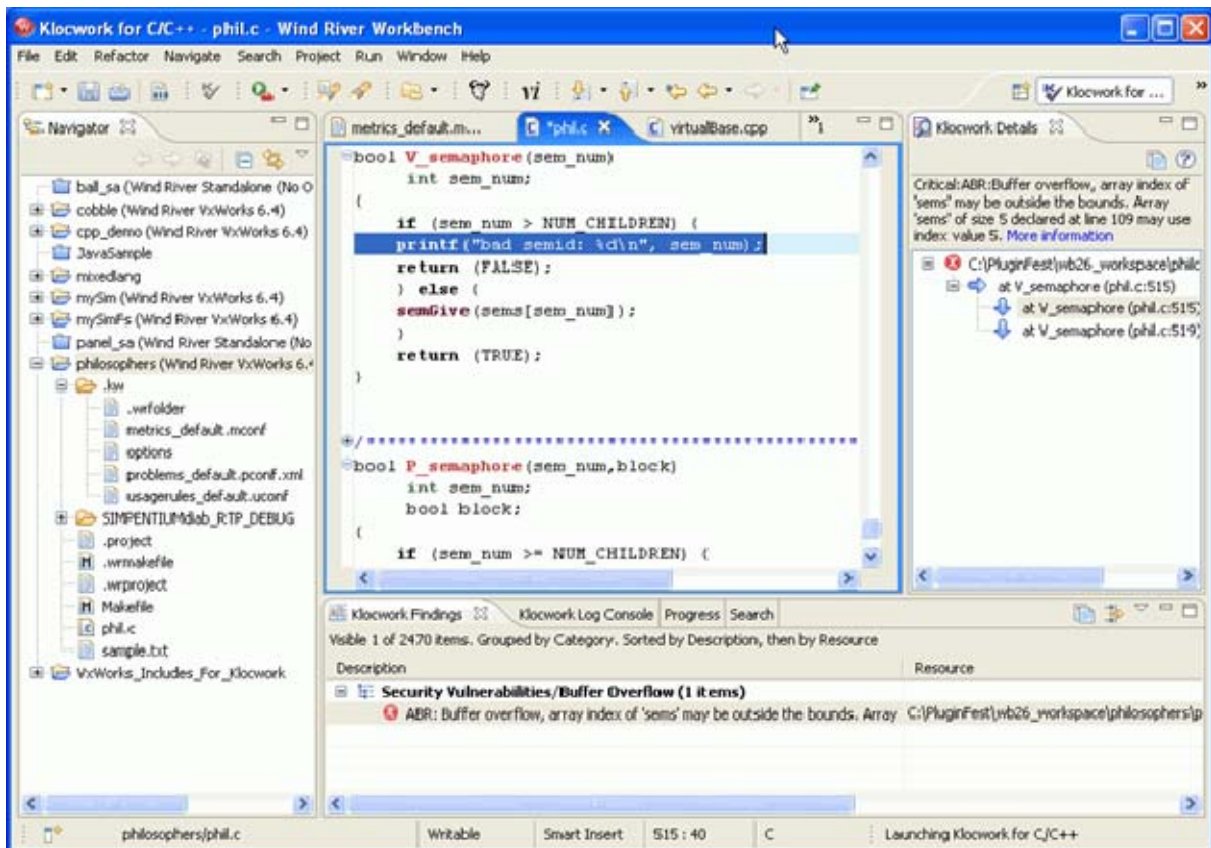 Klocwork for C/C++ - phil.c - Wind River Workbench
File Edit Refactor Navigate Search Project Run Window Help
vi
Klocwork for ...
Navigator
ball_sa (Wind River Standalone (No O
cobble (Wind River VxWorks 6.4)
cpp_demo (Wind River VxWorks 6.4)
JavaSample
mixedlang
mySim (Wind River VxWorks 6.4)
mySimFs (Wind River VxWorks 6.4)
panel_sa (Wind River Standalone (No
philosophers (Wind River VxWorks 6.4
.kw
.wrfolder
metrics_default.mconf
options
problems_default.pconf.xml
usagerules_default.uconf
SIMPENTIUMdiab_RTP_DEBUG
.project
.wrmakefile
.wrproject
Makefile
phil.c
sample.txt
VxWorks_Includes_For_Klocwork
metrics_default.m...
*phil.c
virtualBase.cpp
1
bool V_semaphore(sem_num)
int sem_num;
{
if (sem_num > NUM_CHILDREN) {
printf("bad semid: %d\n", sem_num);
return (FALSE);
} else {
semGive(sems[sem_num]);
}
return (TRUE);
}
/****************************************
bool P_semaphore(sem_num,block)
int sem_num;
bool block;
{
if (sem_num >= NUM_CHILDREN) {
Klocwork Details
Critical:ABR:Buffer overflow, array index of
'sems' may be outside the bounds. Array
'sems' of size 5 declared at line 109 may use
index value 5. More information
C:\PluginFest\wb26_workspace\philc
at V_semaphore (phil.c:515)
at V_semaphore (phil.c:515)
at V_semaphore (phil.c:519)
Klocwork Findings
Klocwork Log Console
Progress
Search
Visible 1 of 2470 items. Grouped by Category. Sorted by Description, then by Resource
Description
Resource
Security Vulnerabilities/Buffer Overflow (1 items)
ABR: Buffer overflow, array index of 'sems' may be outside the bounds. Array
C:\PluginFest\wb26_workspace\philosophers\p
philosophers/phil.c
Writable
Smart Insert
515 : 40
C
Launching Klocwork for C/C++